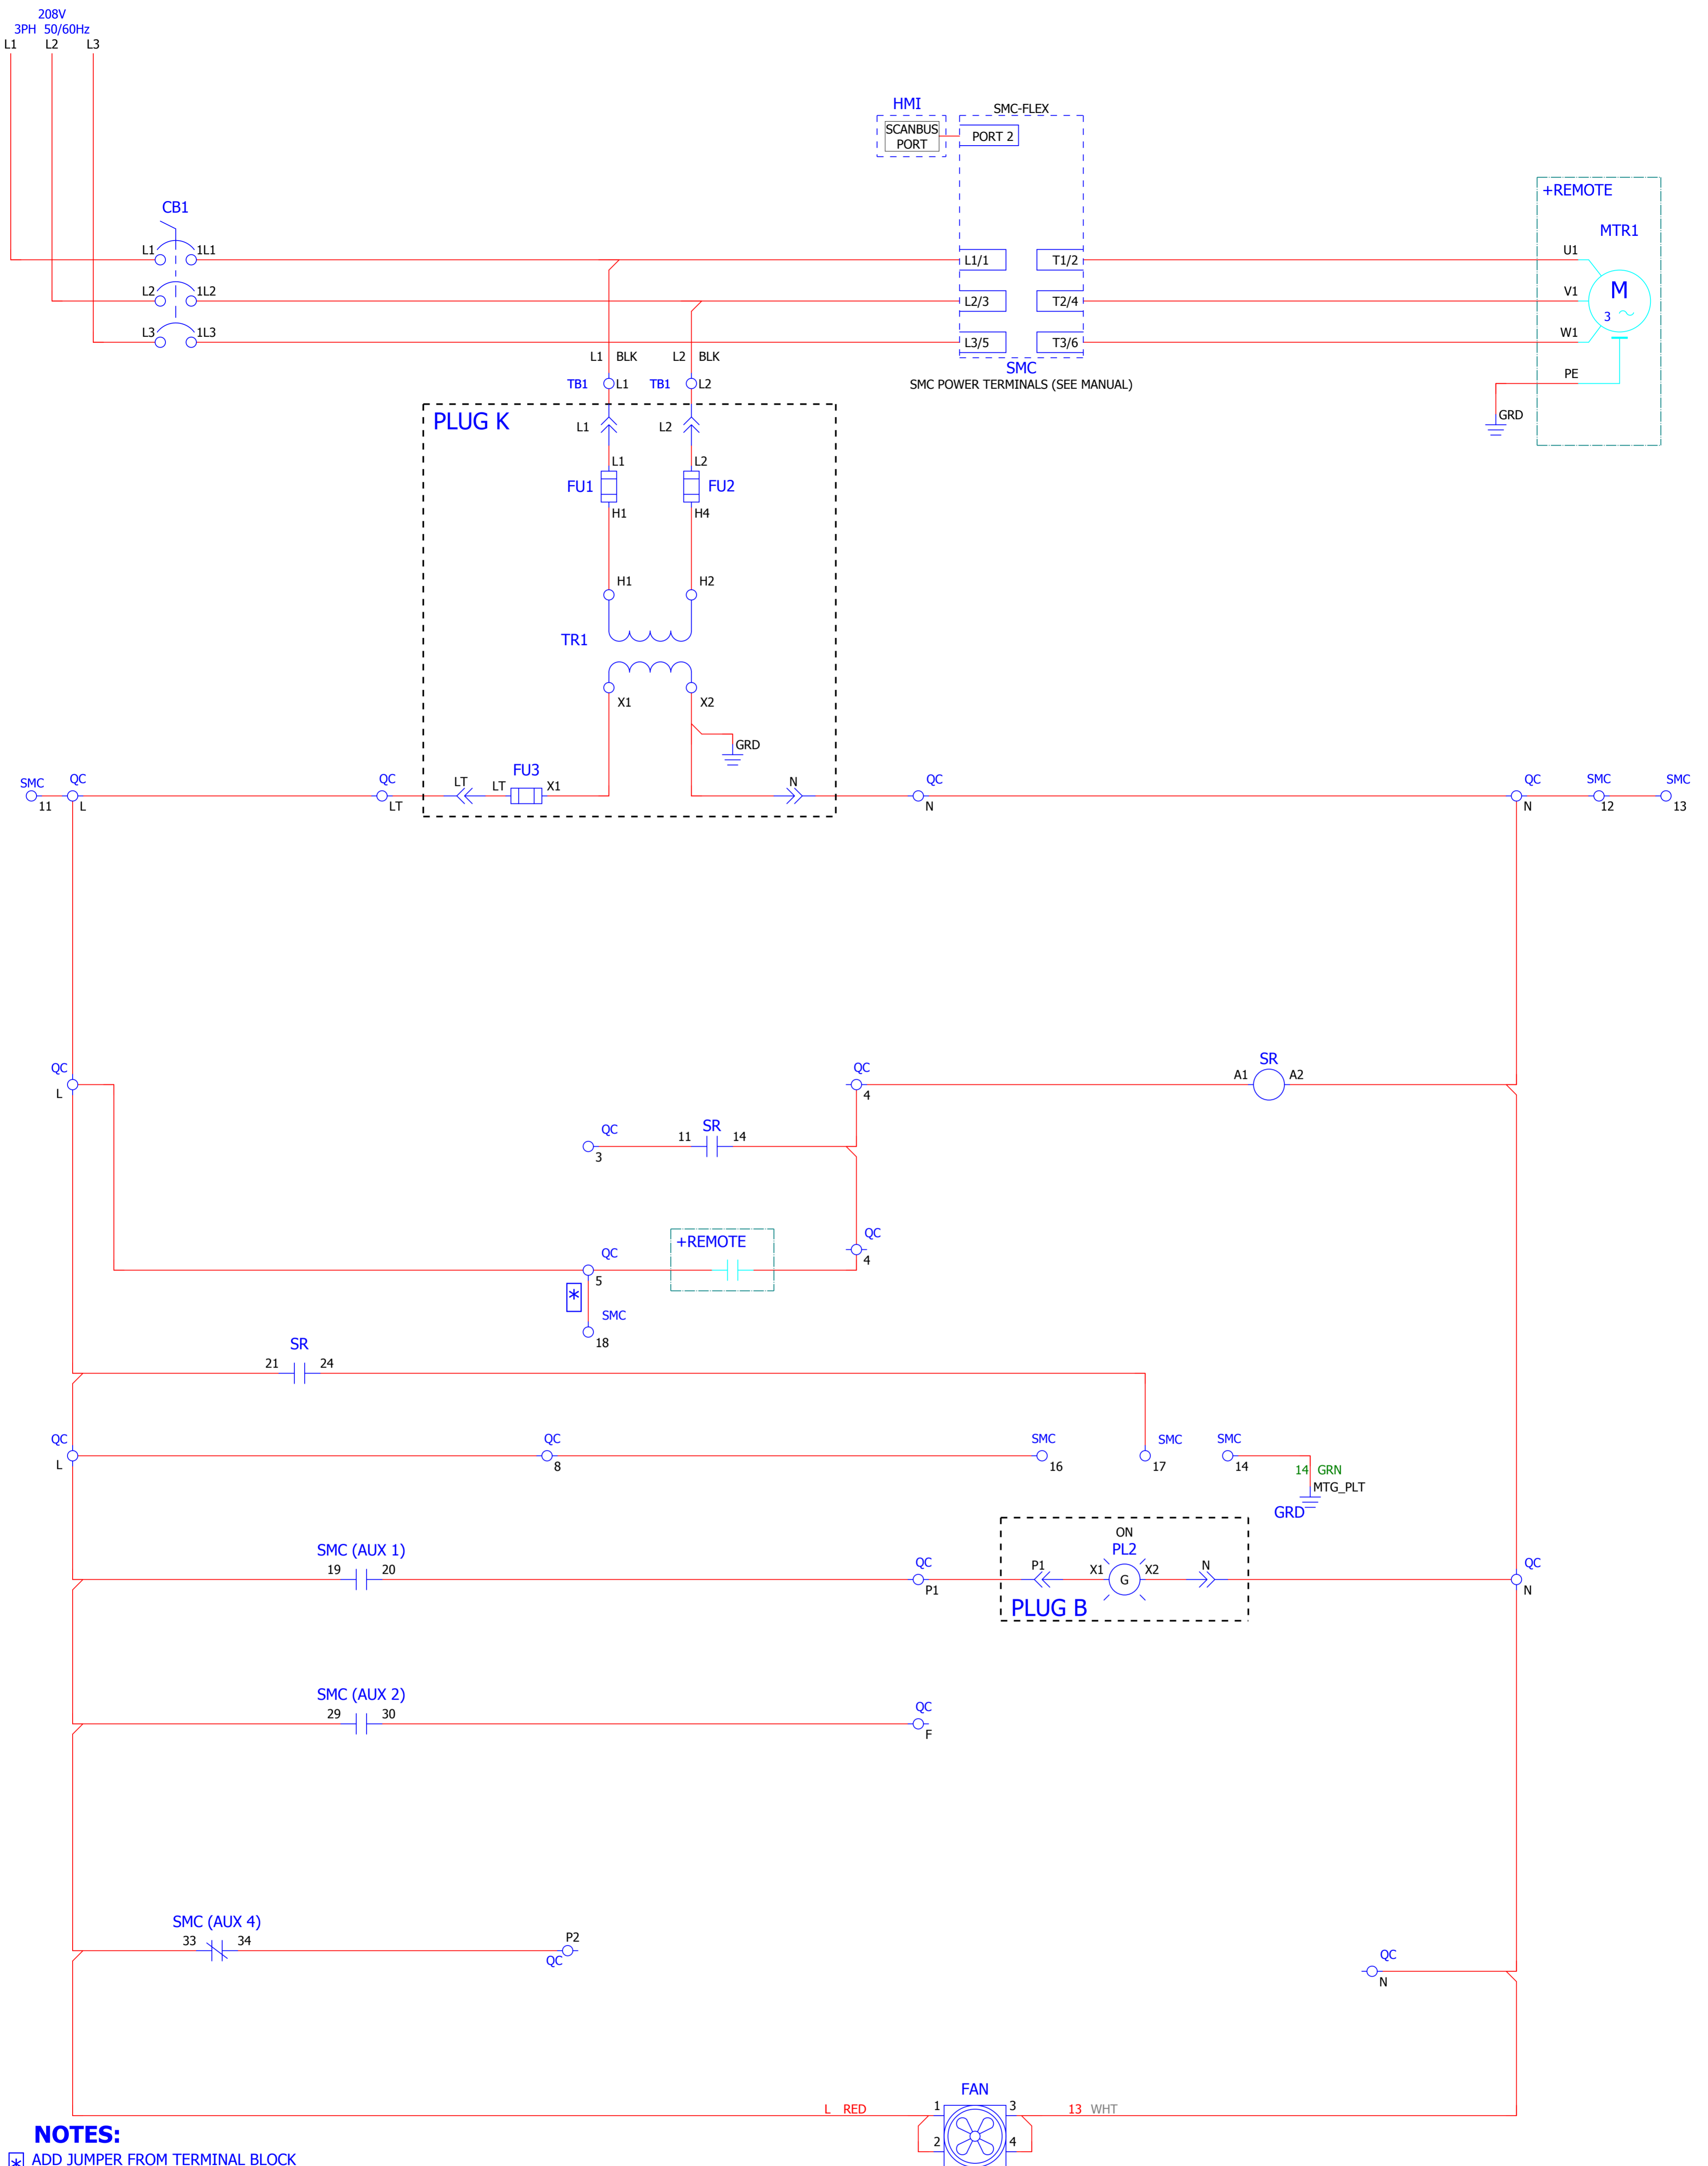 208V
3PH 50/60Hz
L1 L2 L3
HMI
SMC-FLEX
SCANBUS
PORT
PORT 2
+REMOTE
CB1
MTR1
L1 1L1
L1/1 T1/2
U1
L2 1L2
L2/3 T2/4
V1
M
3
L3 1L3
L3/5 T3/6
W1
L1 BLK L2 BLK
SMC
PE
TB1 L1 TB1 L2
SMC POWER TERMINALS (SEE MANUAL)
GRD
PLUG K
L1 L2
L1 L2
FU1 FU2
H1 H4
H1 H2
TR1
X1 X2
GRD
SMC QC QC LT LT FU3 X1 N QC QC SMC SMC
11 L LT N N 12 13
QC QC SR
L 4 A1 A2
QC 11 SR 14
3
+REMOTE QC
QC 4
5
*
SMC
18
SR
21 24
QC QC SMC SMC SMC
L 8 16 17 14
14 GRN
MTG_PLT
GRD
ON
SMC (AUX 1)
PL2
19 20
QC P1 X1 G X2 N QC
P1 N
PLUG B
SMC (AUX 2)
29 30
QC
F
SMC (AUX 4)
33 34
P2
QC
QC
N
FAN
L RED 1 3 13 WHT
2 4
NOTES:
* ADD JUMPER FROM TERMINAL BLOCK